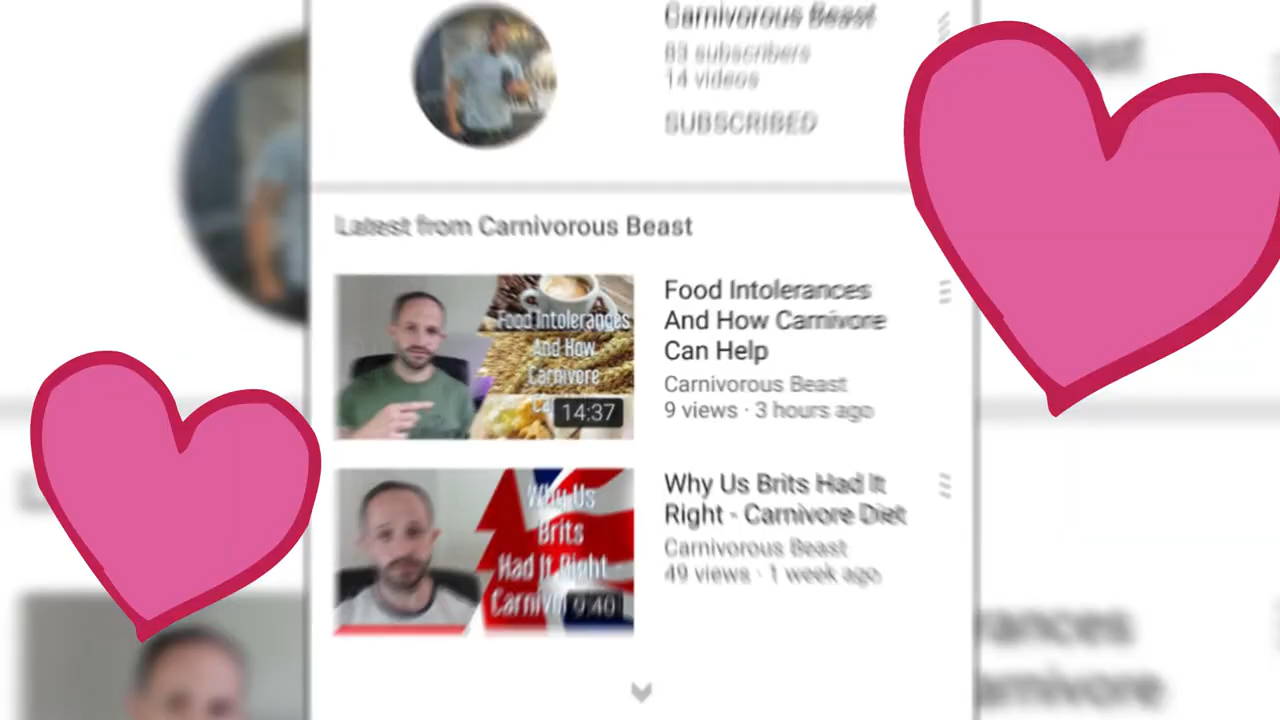 Carnivorous Beast
83 subscribers
14 videos
SUBSCRIBED
Latest from Carnivorous Beast
Food Intolerances
And How
Carnivore
14:37
Food Intolerances
And How Carnivore
Can Help
Carnivorous Beast
9 views · 3 hours ago
Why Us
Brits
Had It Right
9:40
Why Us Brits Had It
Right - Carnivore Diet
Carnivorous Beast
49 views · 1 week ago